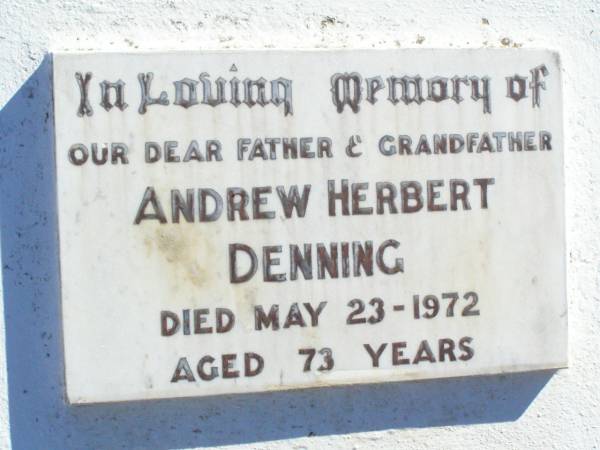 In Loving Memory of
OUR DEAR FATHER & GRANDFATHER
ANDREW HERBERT
DENNING
DIED MAY 23-1972
AGED 73 YEARS